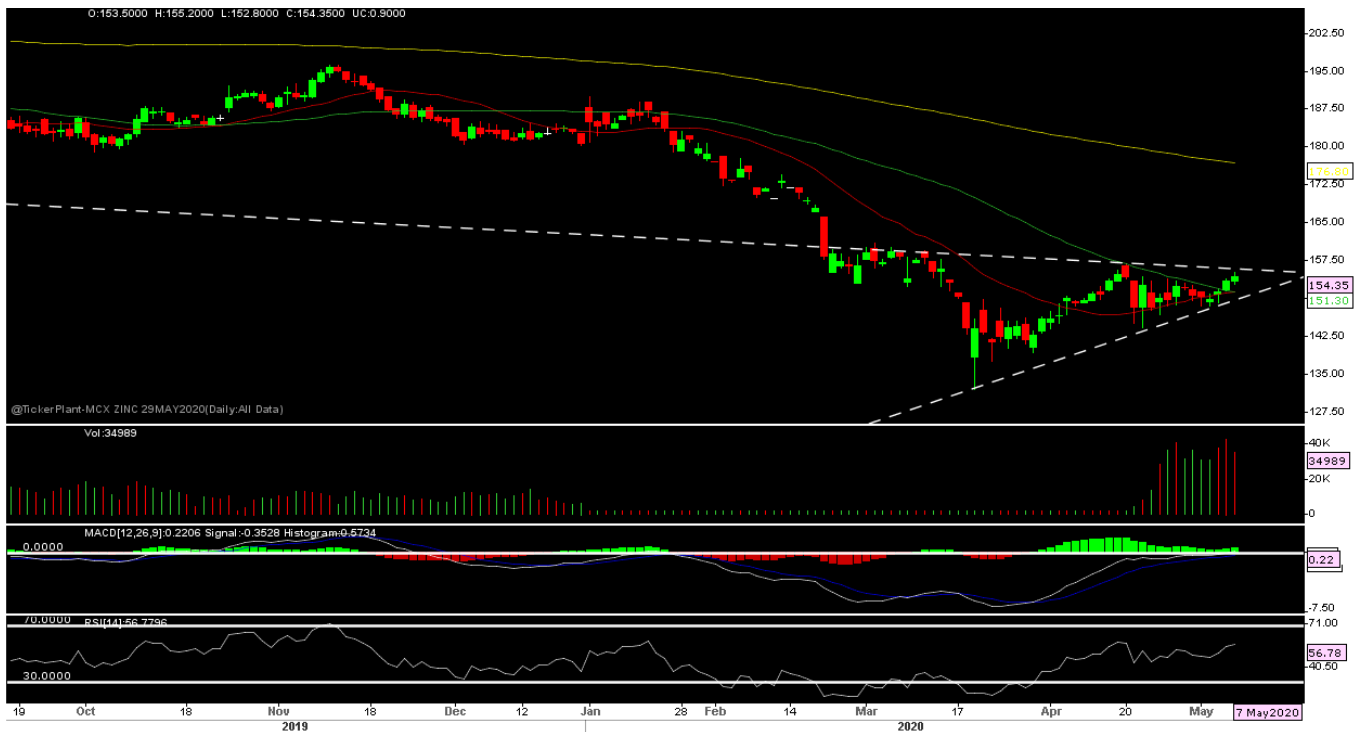 O:153.5000 H:155.2000 L:152.8000 C:154.3500 UC:0.9000
202.50
195.00
187.50
180.00
176.90
172.50
165.00
157.50
154.35
151.30
142.50
135.00
127.50
@TickerPlant-MCX ZINC 29MAY2020(Daily:All Data)
Vol:34989
40K
34989
20K
0
MACD[12,26,9]:0.2206 Signal:-0.3528 Histogram:0.5734
0.0000
0.22
-7.50
70.0000 RSI[14]:56.7796
71.00
56.78
40.50
30.0000
19 Oct 18 Nov 18 Dec 12 Jan 28 Feb 14 Mar 17 Apr 20 May 7 May2020
2019 2020